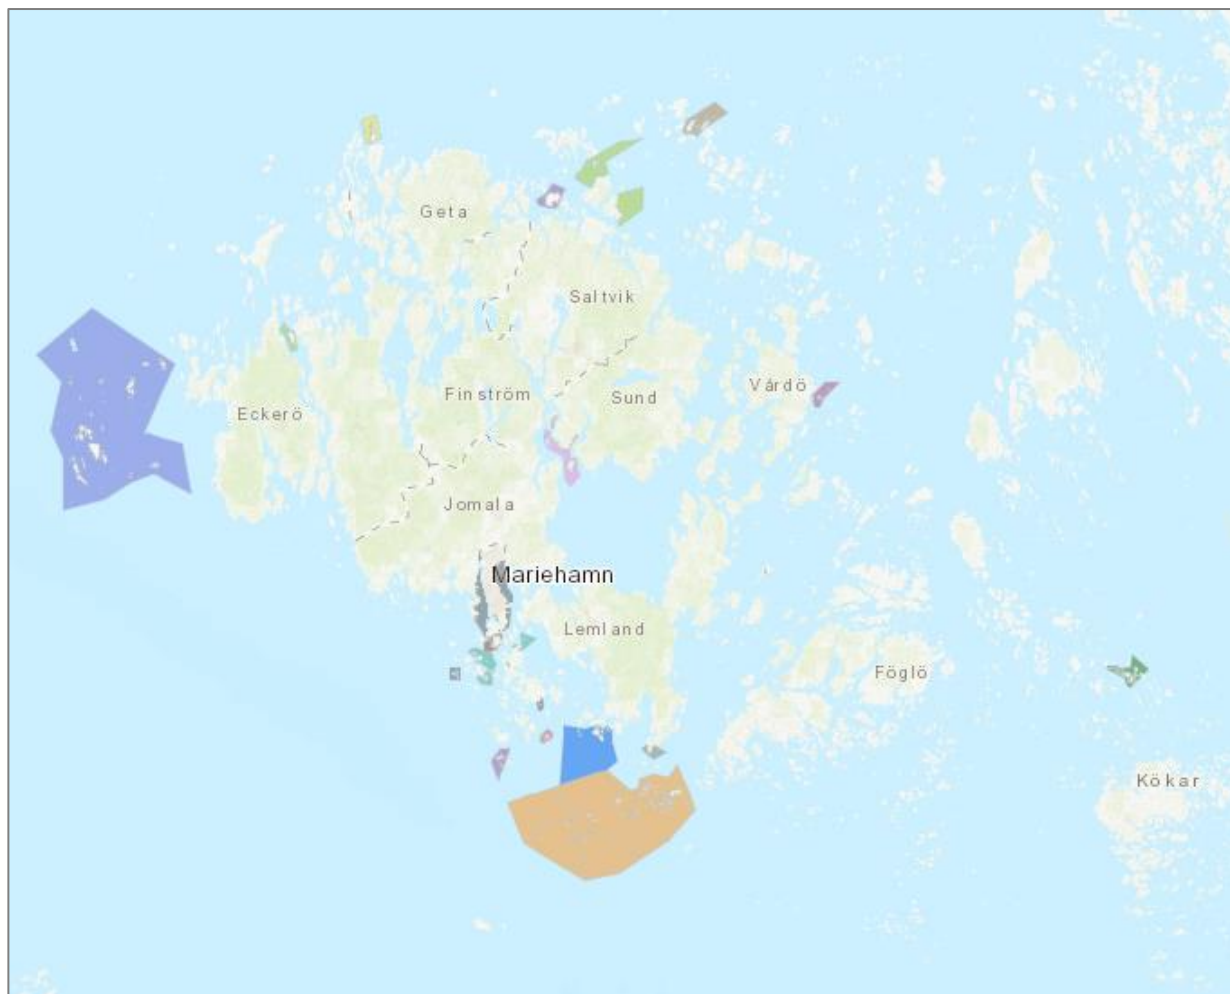 Geta
Saltvik
Vårdö
Finström
Sund
Eckerö
Jomala
Mariehamn
Lemland
Föglö
Kökar